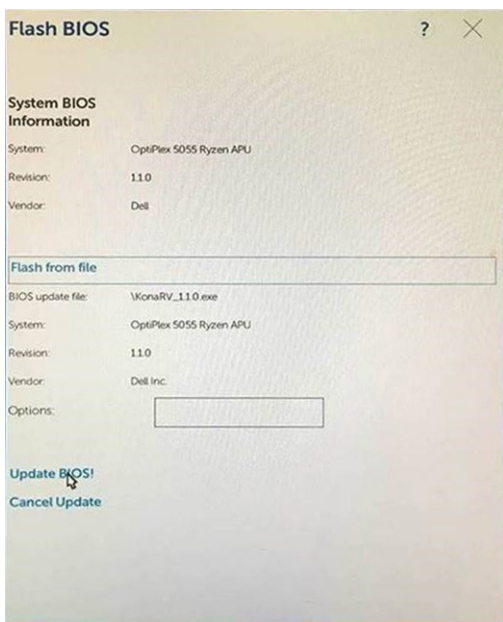 Flash BIOS
?
System BIOS
Information
System: OptiPlex 5055 Ryzen APU
Revision: 1.1.0
Vendor: Dell
Flash from file
BIOS update file: \KonaRV_1.1.0.exe
System: OptiPlex 5055 Ryzen APU
Revision: 1.1.0
Vendor: Dell Inc.
Options:
Update BIOS!
Cancel Update